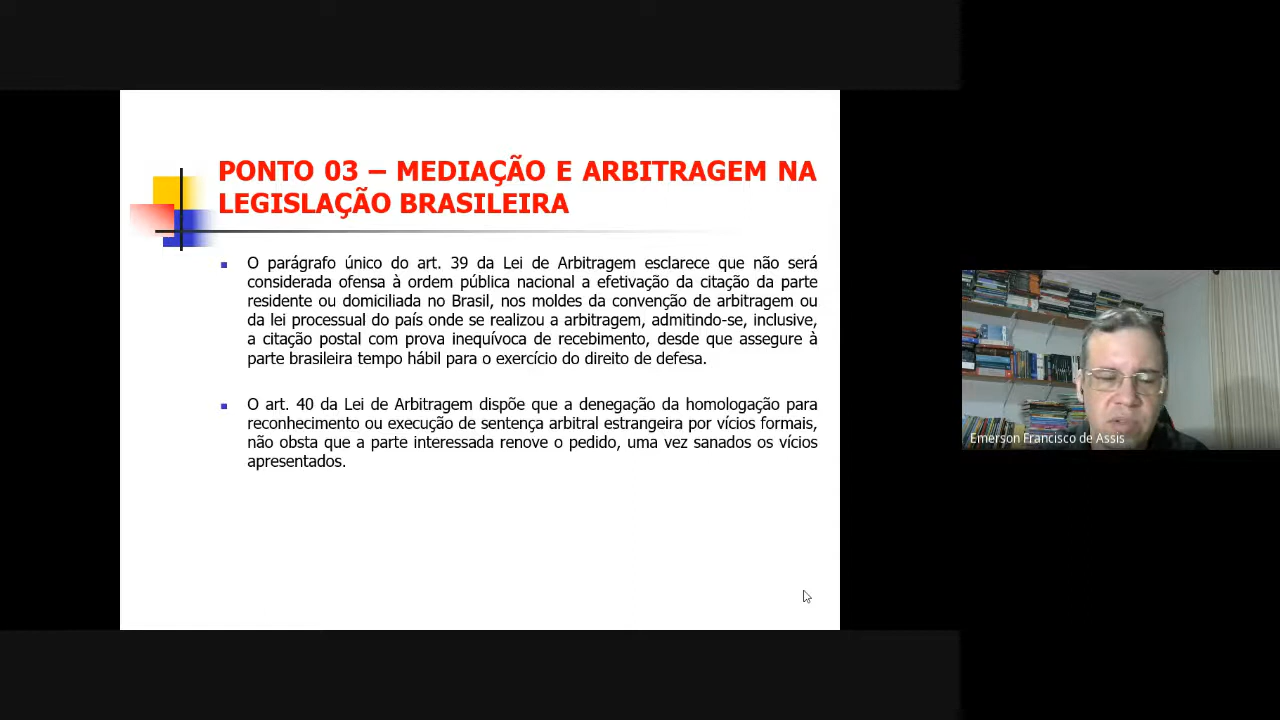 PONTO 03 – MEDIAÇÃO E ARBITRAGEM NA
LEGISLAÇÃO BRASILEIRA
O parágrafo único do art. 39 da Lei de Arbitragem esclarece que não será
considerada ofensa à ordem pública nacional a efetivação da citação da parte
residente ou domiciliada no Brasil, nos moldes da convenção de arbitragem ou
da lei processual do país onde se realizou a arbitragem, admitindo-se, inclusive,
a citação postal com prova inequívoca de recebimento, desde que assegure à
parte brasileira tempo hábil para o exercício do direito de defesa.
O art. 40 da Lei de Arbitragem dispõe que a denegação da homologação para
reconhecimento ou execução de sentença arbitral estrangeira por vícios formais,
não obsta que a parte interessada renove o pedido, uma vez sanados os vícios
apresentados.
Emerson Francisco de Assis